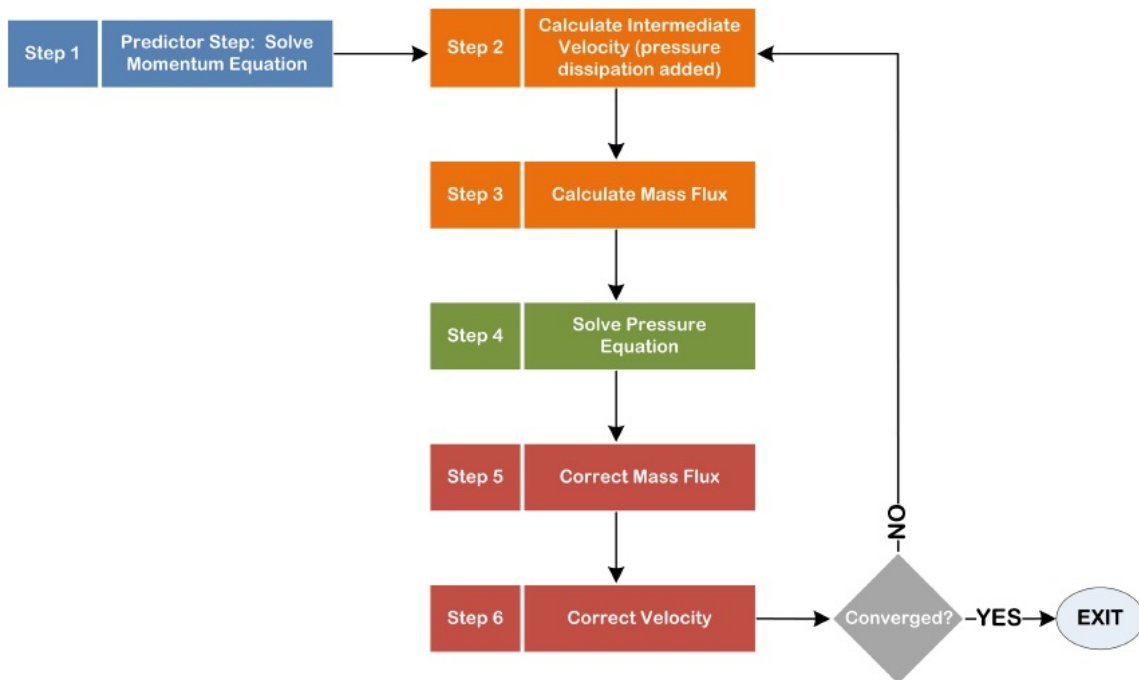 Step 1
Predictor Step: Solve
Momentum Equation
Step 2
Calculate Intermediate
Velocity (pressure
dissipation added)
Step 3
Calculate Mass Flux
Step 4
Solve Pressure
Equation
Step 5
Correct Mass Flux
Step 6
Correct Velocity
Converged?
NO
YES
EXIT